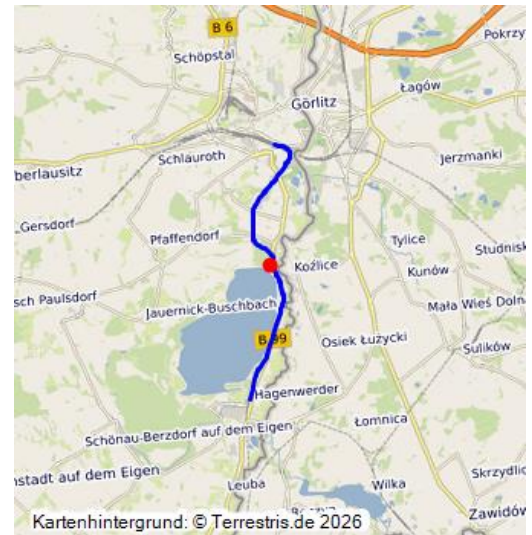 B 6
Schöpstal
Pokrzy
Łagów
Görlitz
Schlauroth
Jerzmanki
berlausitz
Gersdorf
Pfaffendorf
Tylice
Studnisk
Koźlice
Kunów
sch Paulsdorf
Jauernick-Buschbach
Mała Wieś Doln
B 99
Osiek Łużycki
Sulików
Hagenwerder
Łomnica
Schönau-Berzdorf auf dem Eigen
nstadt auf dem Eigen
Skrzydlic
Leuba
Wilka
Zawidów
Kartenhintergrund: © Terrestris.de 2026